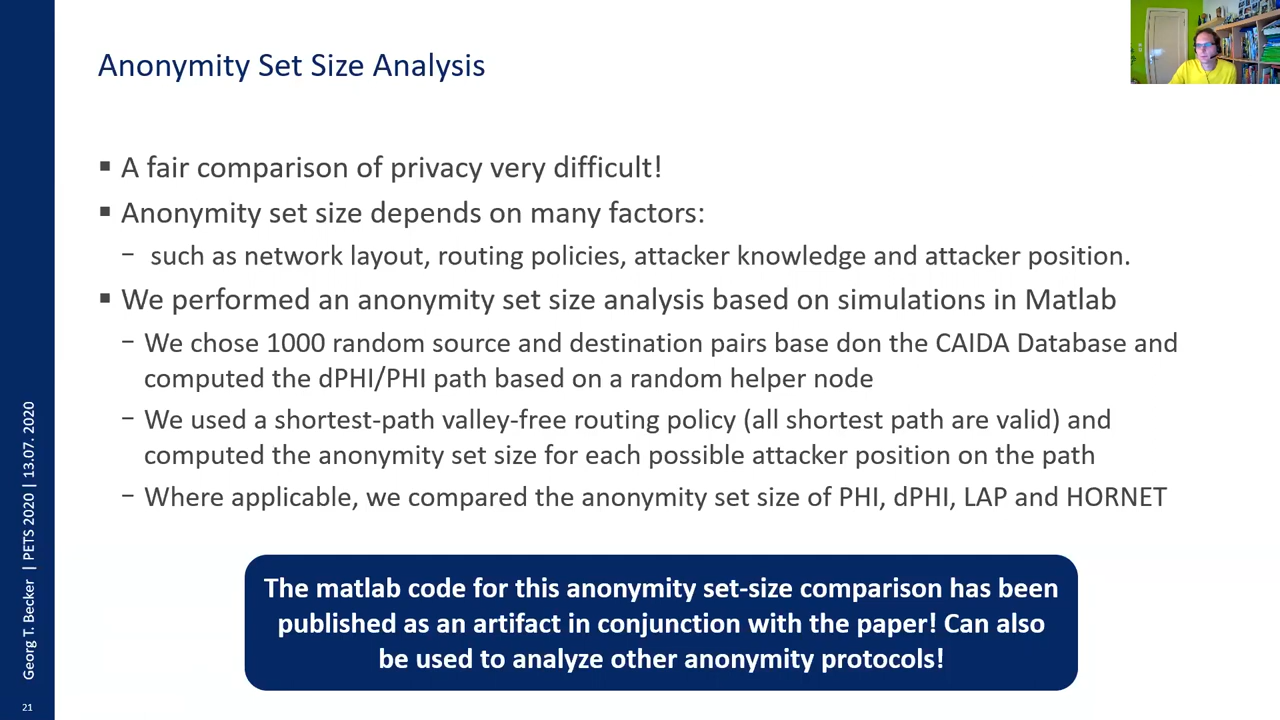 Anonymity Set Size Analysis
▪ A fair comparison of privacy very difficult!
▪ Anonymity set size depends on many factors:
− such as network layout, routing policies, attacker knowledge and attacker position.
▪ We performed an anonymity set size analysis based on simulations in Matlab
− We chose 1000 random source and destination pairs base don the CAIDA Database and
computed the dPHI/PHI path based on a random helper node
− We used a shortest-path valley-free routing policy (all shortest path are valid) and
computed the anonymity set size for each possible attacker position on the path
− Where applicable, we compared the anonymity set size of PHI, dPHI, LAP and HORNET
The matlab code for this anonymity set-size comparison has been
published as an artifact in conjunction with the paper! Can also
be used to analyze other anonymity protocols!
Georg T. Becker | PETS 2020 | 13.07. 2020
21